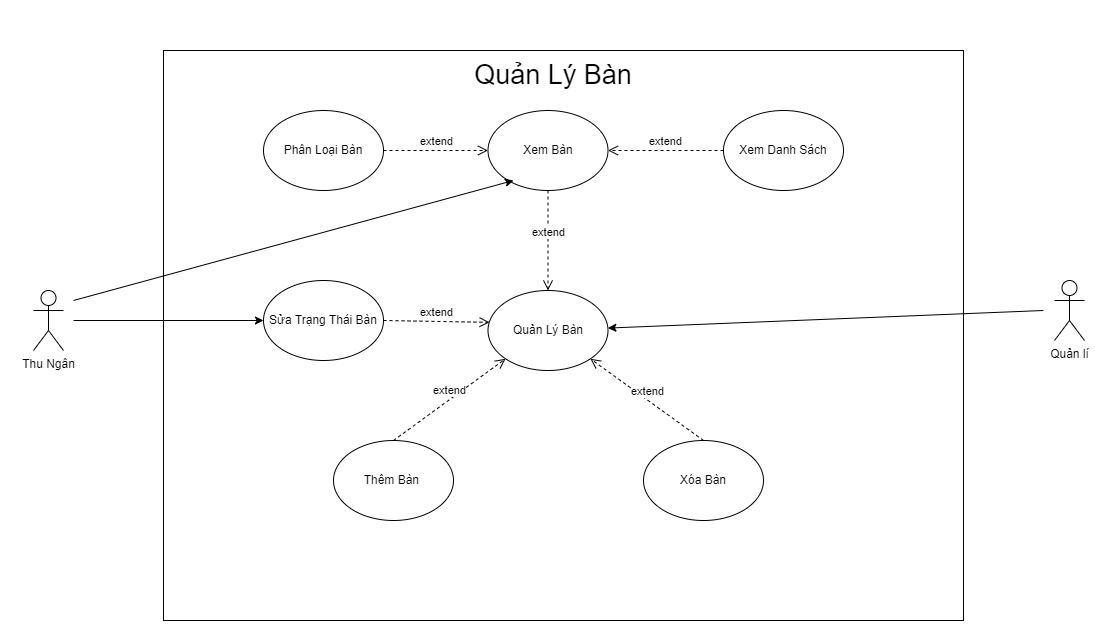 Quản Lý Bàn
Phân Loại Bàn
extend
Xem Bàn
extend
Xem Danh Sách
extend
Sửa Trạng Thái Bàn
extend
Quản Lý Bàn
Thu Ngân
Quản lí
extend
extend
Thêm Bàn
Xóa Bàn